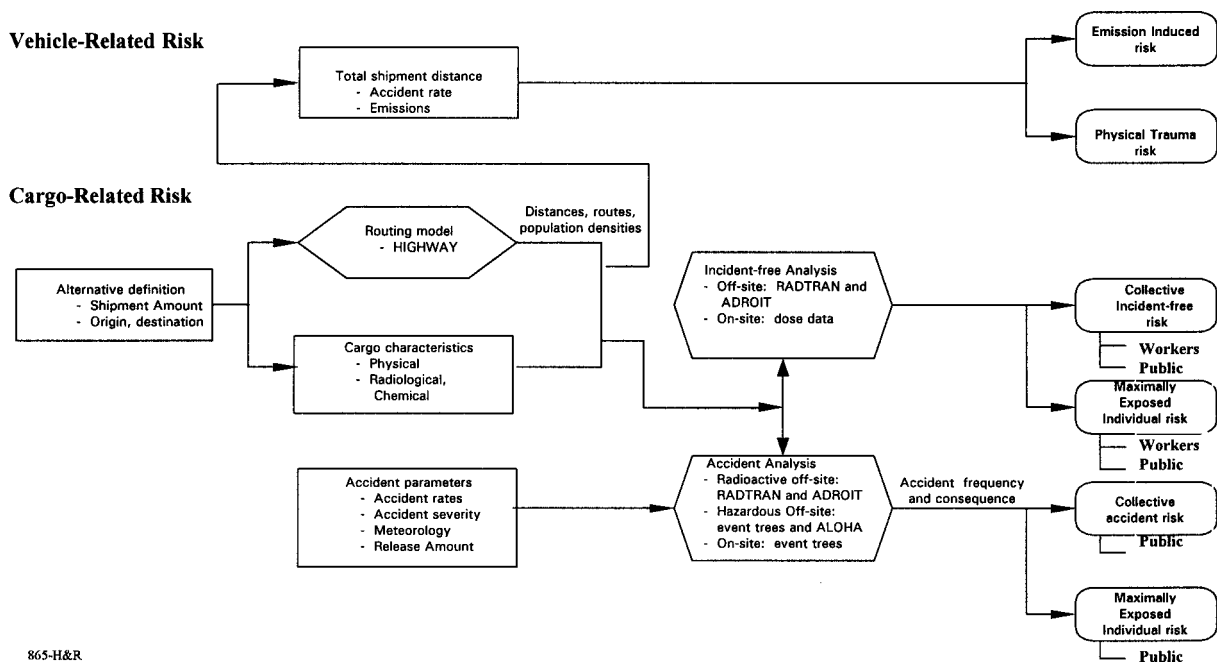 Vehicle-Related Risk
Total shipment distance
- Accident rate
- Emissions
Emission Induced
risk
Physical Trauma
risk
Cargo-Related Risk
Distances, routes,
population densities
Routing model
- HIGHWAY
Alternative definition
- Shipment Amount
- Origin, destination
Cargo characteristics
- Physical
- Radiological,
Chemical
Incident-free Analysis
- Off-site: RADTRAN and
ADROIT
- On-site: dose data
Collective
Incident-free
risk
Workers
Public
Maximally
Exposed
Individual risk
Workers
Public
Accident parameters
- Accident rates
- Accident severity
- Meteorology
- Release Amount
Accident Analysis
- Radioactive off-site:
RADTRAN and ADROIT
- Hazardous Off-site:
event trees and ALOHA
- On-site: event trees
Accident frequency
and consequence
Collective
accident risk
Public
Maximally
Exposed
Individual risk
Public
865-H&R